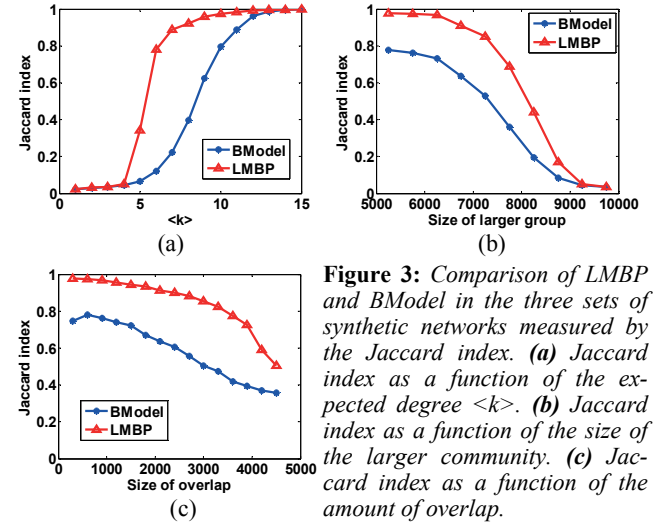 1
0.8
0.6
0.4
0.2
0
Jaccard index
BModel
LMBP
0 5 10 15
<k>
(a)
1
0.8
0.6
0.4
0.2
0
Jaccard index
BModel
LMBP
5000 6000 7000 8000 9000 10000
Size of larger group
(b)
1
0.8
0.6
0.4
0.2
0
Jaccard index
BModel
LMBP
0 1000 2000 3000 4000 5000
Size of overlap
(c)
Figure 3: Comparison of LMBP
and BModel in the three sets of
synthetic networks measured by
the Jaccard index. (a) Jaccard
index as a function of the ex-
pected degree <k>. (b) Jaccard
index as a function of the size of
the larger community. (c) Jac-
card index as a function of the
amount of overlap.